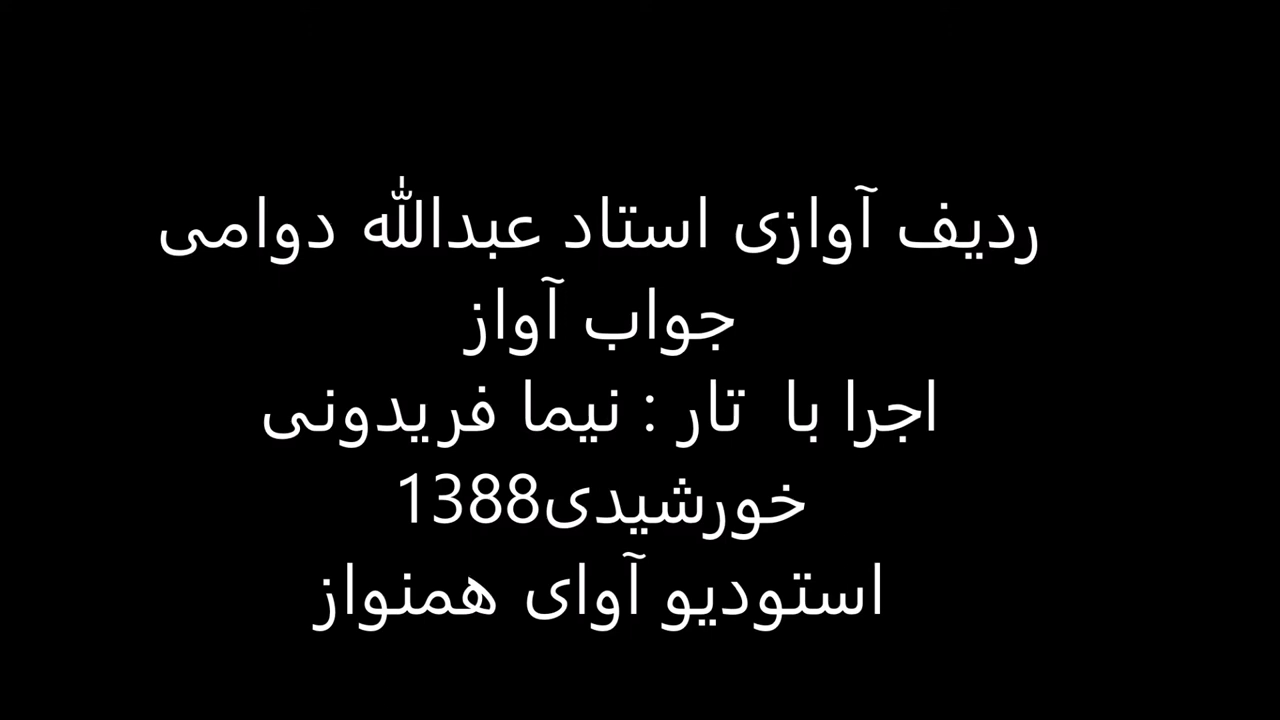 ردیف آوازی استاد عبدالله دوامی
جواب آواز
اجرا با  تار : نیما فریدونی
خورشیدی1388
استودیو آوای همنواز